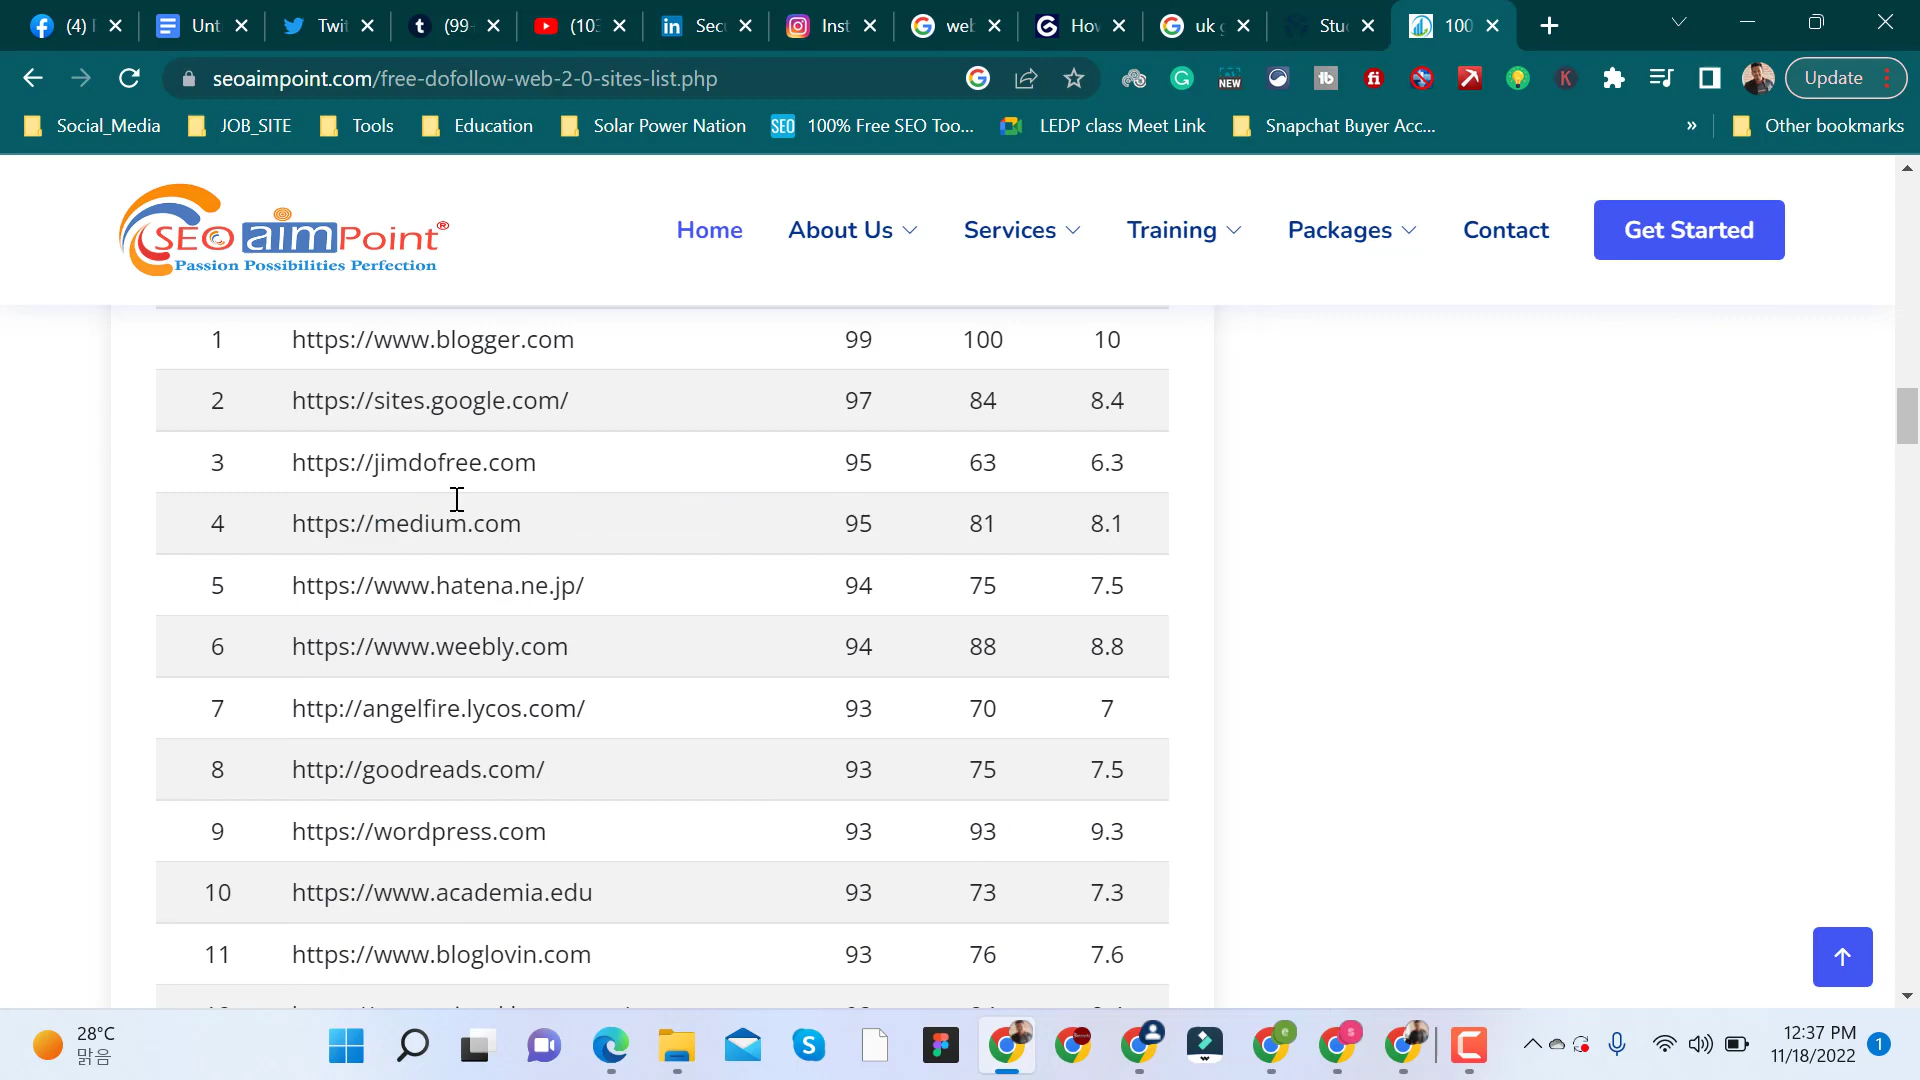 (4)
Unt
Twit
(99
(103
Sec
Inst
web
How
uk g
Stud
100
seoaimpoint.com/free-dofollow-web-2-0-sites-list.php
NEW
Update
Social_Media
JOB_SITE
Tools
Education
Solar Power Nation
SEO 100% Free SEO Too...
LEDP class Meet Link
Snapchat Buyer Acc...
»
Other bookmarks
SEO aimPoint®
Passion Possibilities Perfection
Home
About Us
Services
Training
Packages
Contact
Get Started
1 https://www.blogger.com 99 100 10
2 https://sites.google.com/ 97 84 8.4
3 https://jimdofree.com 95 63 6.3
4 https://medium.com 95 81 8.1
5 https://www.hatena.ne.jp/ 94 75 7.5
6 https://www.weebly.com 94 88 8.8
7 http://angelfire.lycos.com/ 93 70 7
8 http://goodreads.com/ 93 75 7.5
9 https://wordpress.com 93 93 9.3
10 https://www.academia.edu 93 73 7.3
11 https://www.bloglovin.com 93 76 7.6
28°C
맑음
12:37 PM
11/18/2022
1